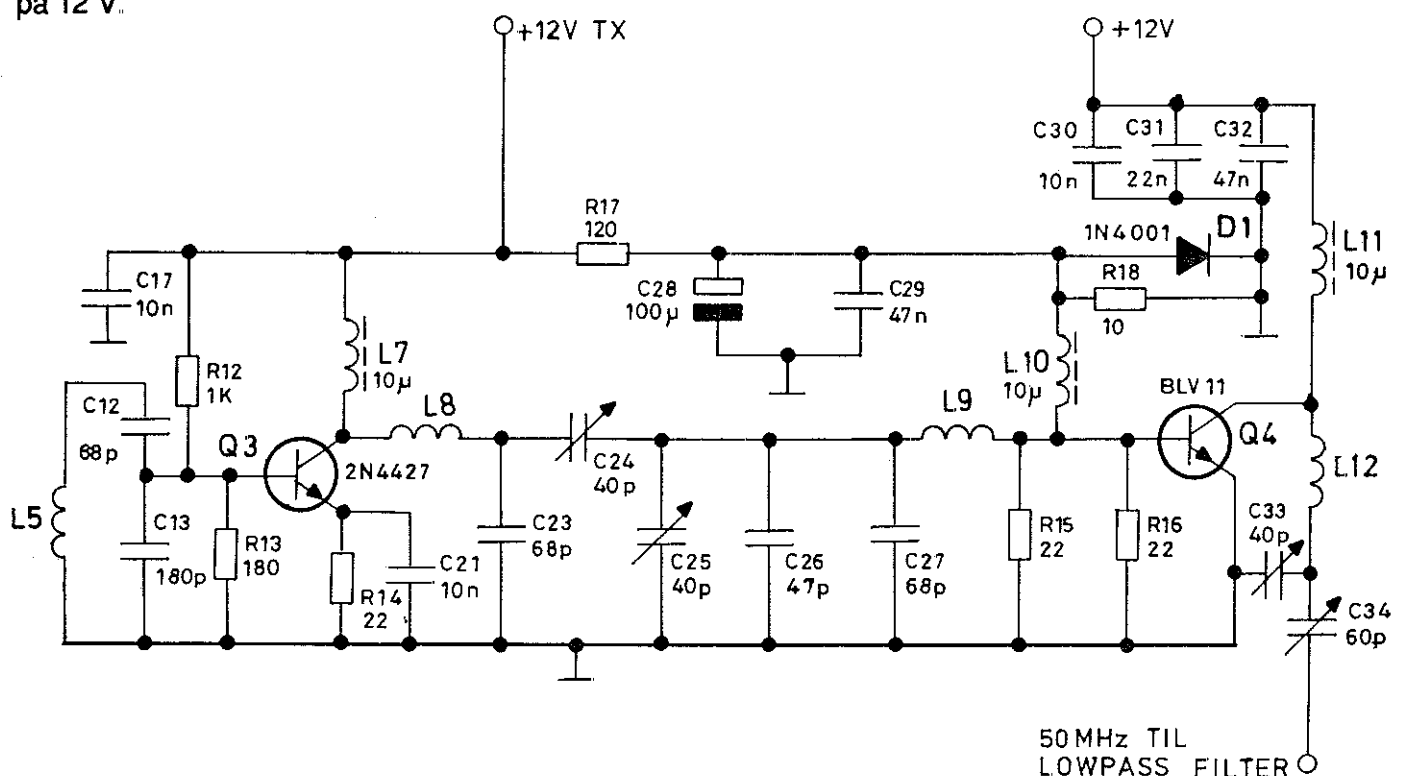 på 12 V.
+12V TX
+12V
C30
10n
C31
22n
C32
47n
R17
120
1N4001
D1
L11
10µ
C17
10n
C28
100µ
C29
47n
R18
10
L7
10µ
L10
10µ
R12
1K
C12
68p
L8
L9
BLV 11
Q3
2N4427
C24
40p
Q4
L12
L5
C13
180p
R13
180
R14
22
C21
10n
C23
68p
C25
40p
C26
47p
C27
68p
R15
22
R16
22
C33
40p
C34
60p
50MHz TIL
LOWPASS FILTER